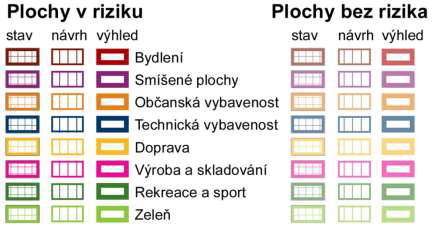 Plochy v riziku Plochy bez rizika
stav návrh výhled stav návrh výhled
Bydlení
Smíšené plochy
Občanská vybavenost
Technická vybavenost
Doprava
Výroba a skladování
Rekreace a sport
Zeleň